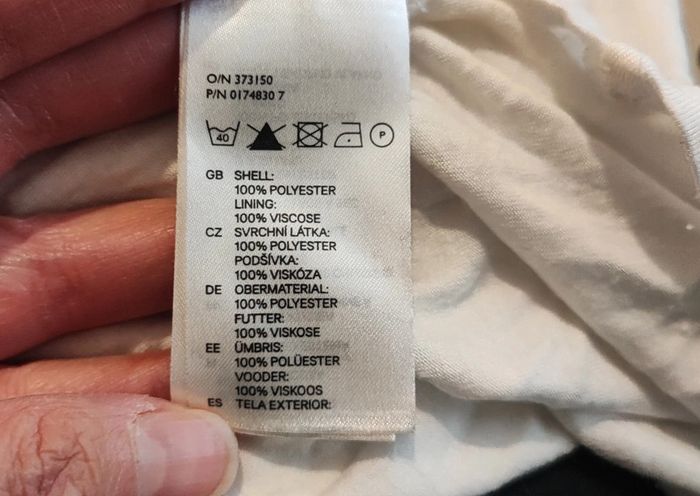 O/N 373150
P/N 0174830 7
40 P
GB SHELL:
100% POLYESTER
LINING:
100% VISCOSE
CZ SVRCHNÍ LÁTKA:
100% POLYESTER
PODŠÍVKA:
100% VISKÓZA
DE OBERMATERIAL:
100% POLYESTER
FUTTER:
100% VISKOSE
EE ÜMBRIS:
100% POLÜESTER
VOODER:
100% VISKOOS
ES TELA EXTERIOR: